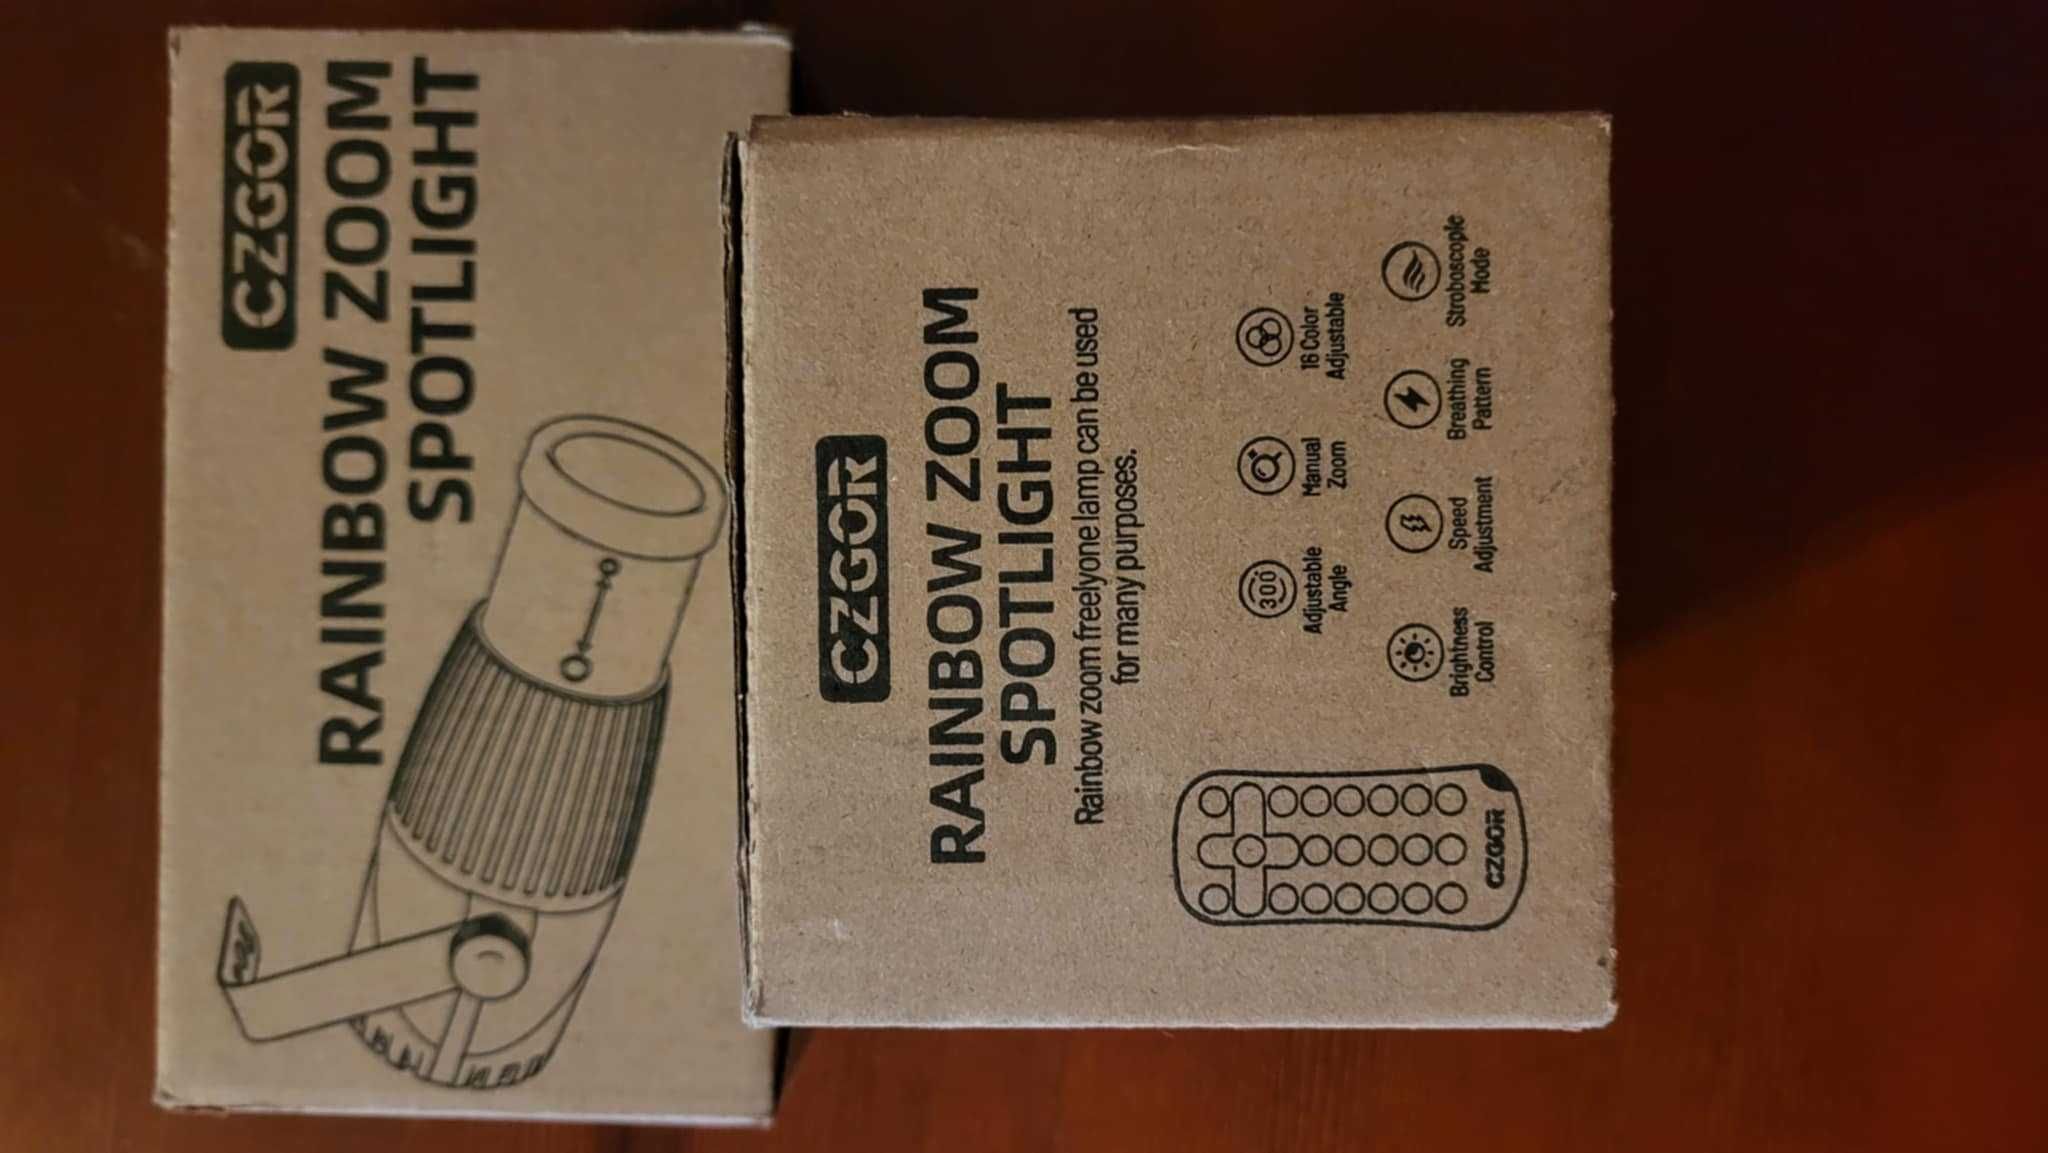 CZGOR
RAINBOW ZOOM
SPOTLIGHT
CZGOR
RAINBOW ZOOM
SPOTLIGHT
Rainbow zoom freelyone lamp can be used
for many purposes.
300
Adjustable
Angle
Manual
Zoom
16 Color
Adjustable
Brightness
Control
Speed
Adjustment
Breathing
Pattern
Stroboscople
Mode
CZGOR